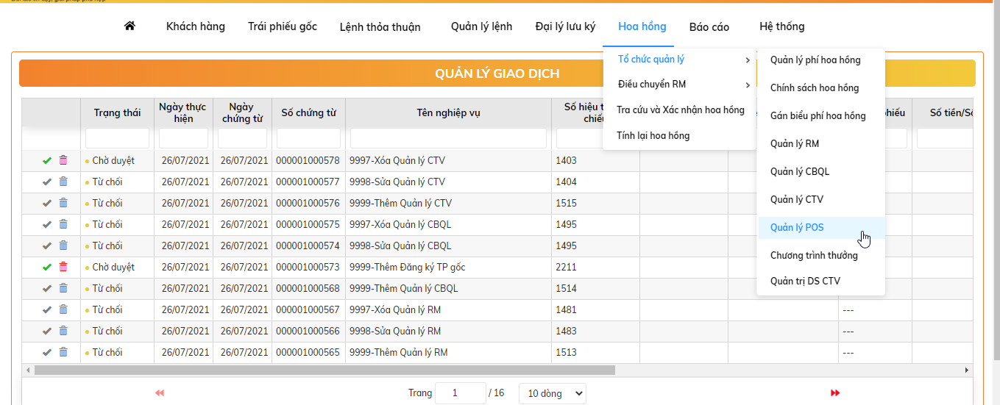 Khách hàng Trái phiếu gốc Lệnh thỏa thuận Quản lý lệnh Đại lý lưu ký Hoa hồng Báo cáo Hệ thống
QUẢN LÝ GIAO DỊCH
Tổ chức quản lý
Điều chuyển RM
Tra cứu và Xác nhận hoa hồng
Tính lại hoa hồng
Quản lý phí hoa hồng
Chính sách hoa hồng
Gán biểu phí hoa hồng
Quản lý RM
Quản lý CBQL
Quản lý CTV
Quản lý POS
Chương trình thưởng
Quản trị DS CTV
Trạng thái Ngày thực hiện Ngày chứng từ Số chứng từ Tên nghiệp vụ Số hiệu
Chờ duyệt 26/07/2021 26/07/2021 000001000578 9997-Xóa Quản lý CTV 1403
Từ chối 26/07/2021 26/07/2021 000001000577 9998-Sửa Quản lý CTV 1404
Từ chối 26/07/2021 26/07/2021 000001000576 9999-Thêm Quản lý CTV 1515
Từ chối 26/07/2021 26/07/2021 000001000575 9997-Xóa Quản lý CBQL 1495
Từ chối 26/07/2021 26/07/2021 000001000574 9998-Sửa Quản lý CBQL 1495
Chờ duyệt 26/07/2021 26/07/2021 000001000573 9999-Thêm Đăng ký TP gốc 2211
Từ chối 26/07/2021 26/07/2021 000001000568 9999-Thêm Quản lý CBQL 1514
Từ chối 26/07/2021 26/07/2021 000001000567 9997-Xóa Quản lý RM 1481 ---
Từ chối 26/07/2021 26/07/2021 000001000566 9998-Sửa Quản lý RM 1483 ---
Từ chối 26/07/2021 26/07/2021 000001000565 9999-Thêm Quản lý RM 1513 ---
Trang 1 / 16 10 dòng